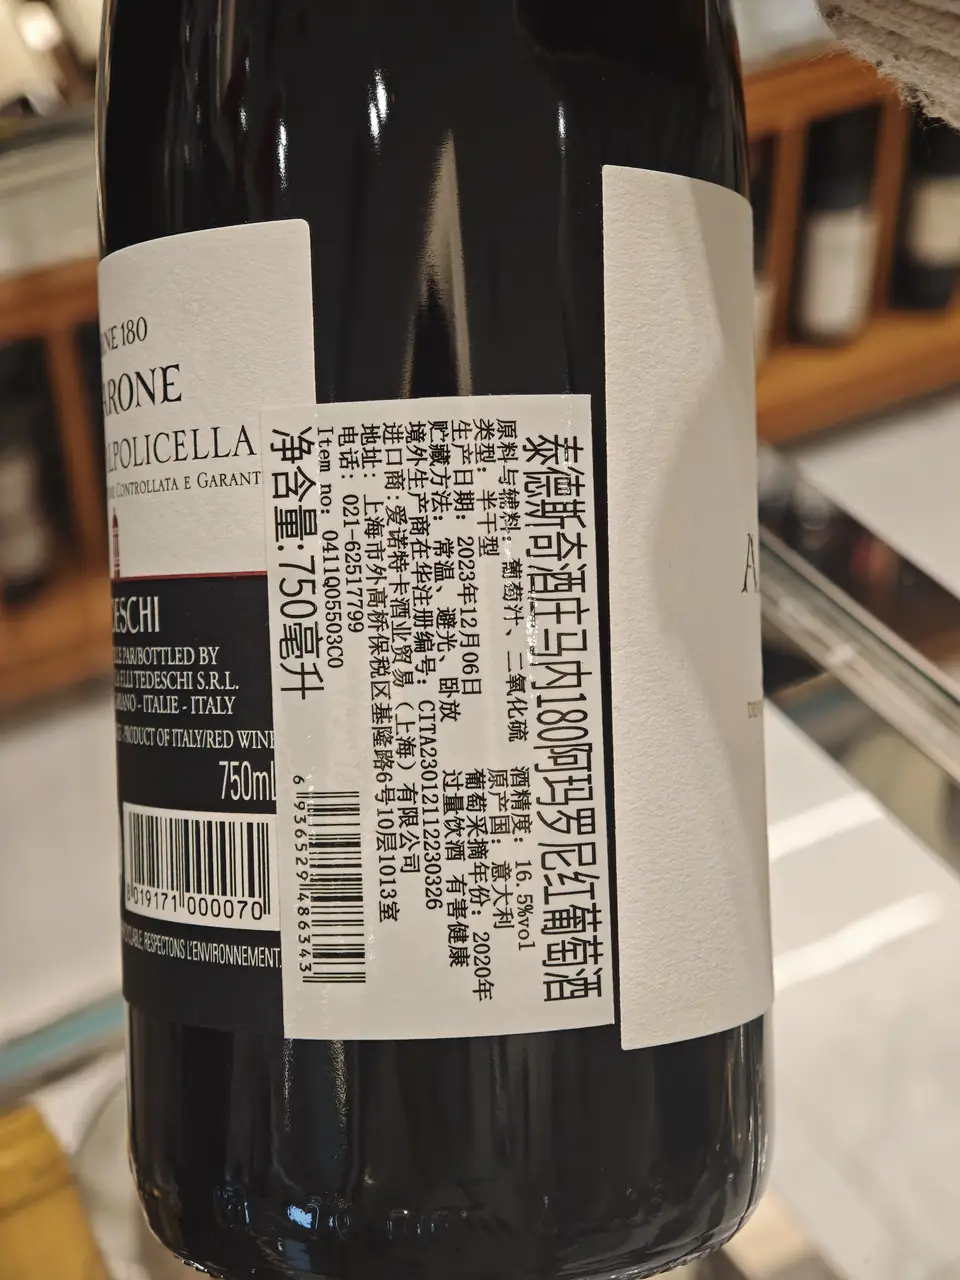 180
VALPOLICELLA
CONTROLLATA E GARANT
PAR/BOTTLED BY
TEDESCHI S.R.L.
- ITALIE - ITALY
PRODUCT OF ITALY/RED WINE
750mL
8 019171 000070
RESPECTONS L'ENVIRONNEMENT.
泰德斯奇酒庄马内180阿玛罗尼红葡萄酒
原料与辅料：葡萄汁、二氧化硫 酒精度：16.5%vol
类型：半干型 原产国：意大利
生产日期：2023年12月06日 葡萄采摘年份：2020年
贮藏方法：常温、避光、卧放 过量饮酒 有害健康
境外生产商在华注册编号：CITA23012112230326
进口商：爱诺特卡酒业贸易（上海）有限公司
地址：上海市外高桥保税区基隆路6号10层1013室
电话：021-62517799
Item no: 0411Q05503C0
净含量：750毫升
6 936529 486343